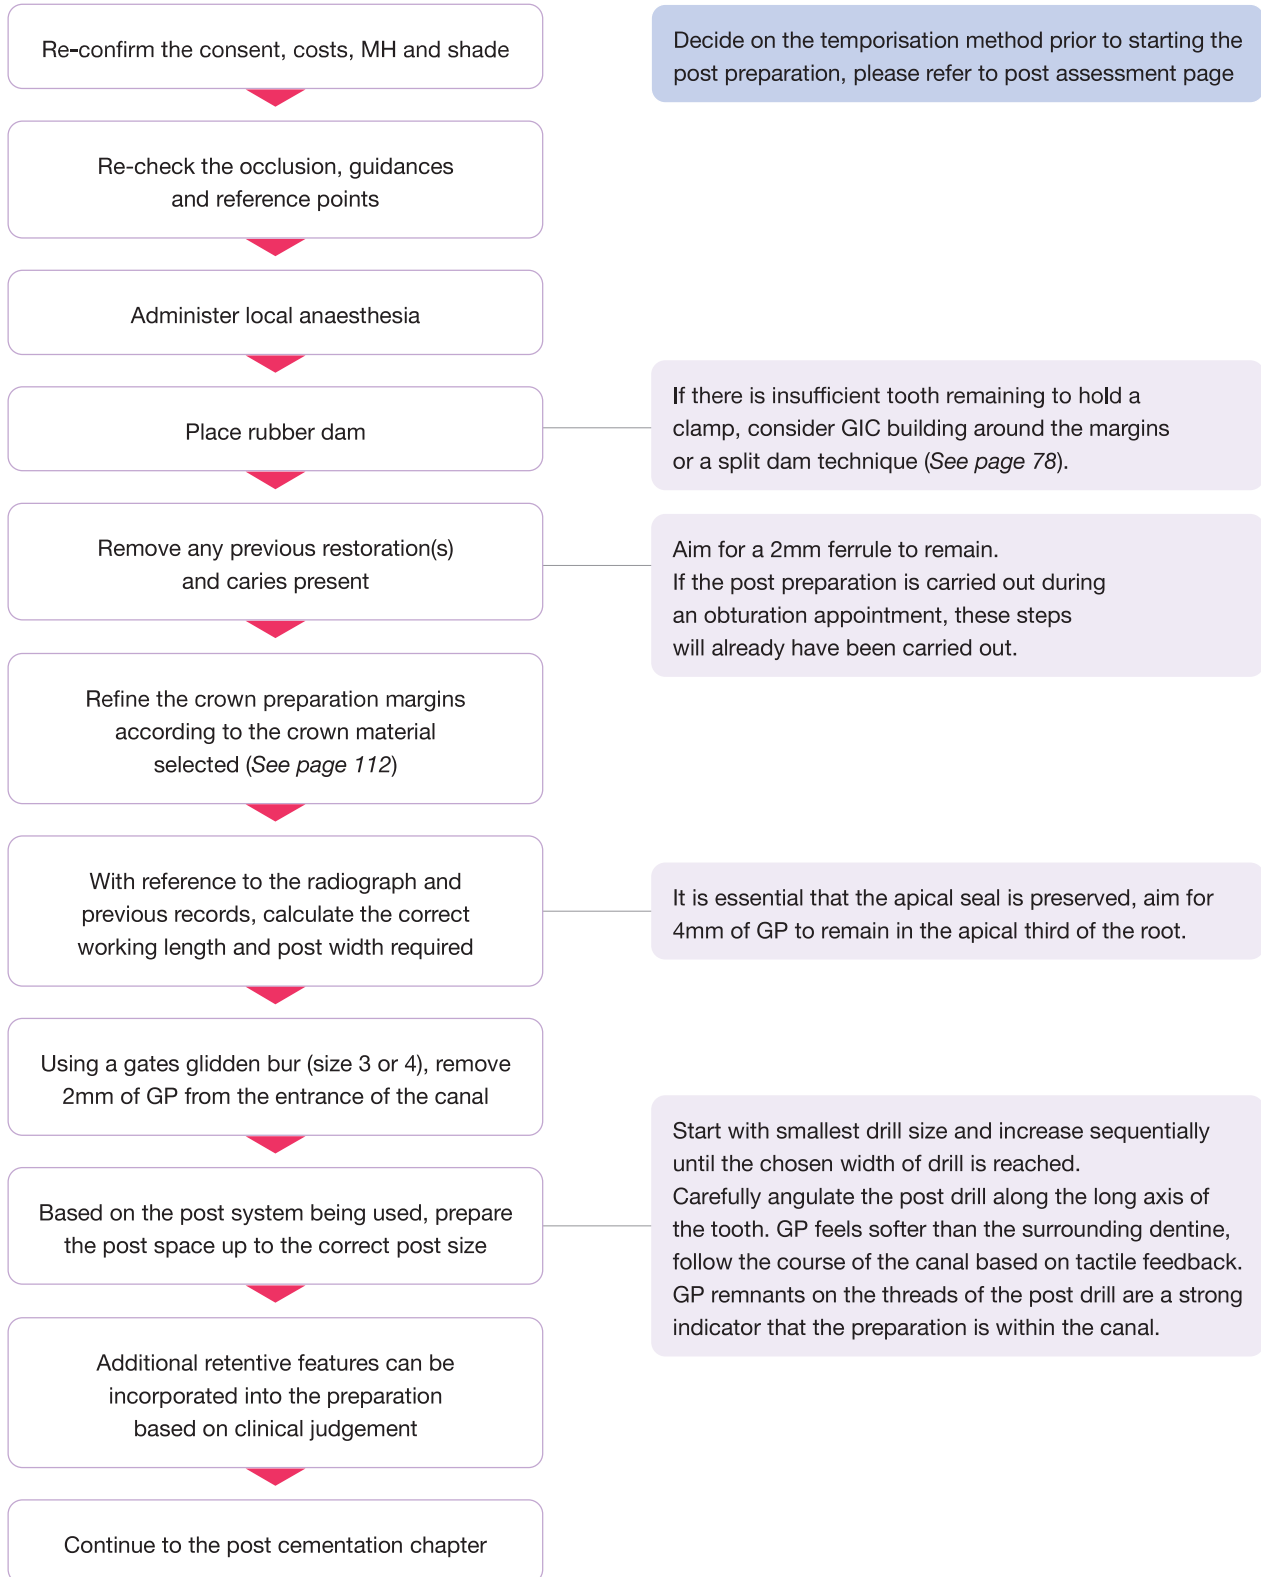 Re-confirm the consent, costs, MH and shade
Decide on the temporisation method prior to starting the
post preparation, please refer to post assessment page
Re-check the occlusion, guidances
and reference points
Administer local anaesthesia
Place rubber dam
If there is insufficient tooth remaining to hold a
clamp, consider GIC building around the margins
or a split dam technique (See page 78).
Remove any previous restoration(s)
and caries present
Aim for a 2mm ferrule to remain.
If the post preparation is carried out during
an obturation appointment, these steps
will already have been carried out.
Refine the crown preparation margins
according to the crown material
selected (See page 112)
With reference to the radiograph and
previous records, calculate the correct
working length and post width required
It is essential that the apical seal is preserved, aim for
4mm of GP to remain in the apical third of the root.
Using a gates glidden bur (size 3 or 4), remove
2mm of GP from the entrance of the canal
Based on the post system being used, prepare
the post space up to the correct post size
Start with smallest drill size and increase sequentially
until the chosen width of drill is reached.
Carefully angulate the post drill along the long axis of
the tooth. GP feels softer than the surrounding dentine,
follow the course of the canal based on tactile feedback.
GP remnants on the threads of the post drill are a strong
indicator that the preparation is within the canal.
Additional retentive features can be
incorporated into the preparation
based on clinical judgement
Continue to the post cementation chapter